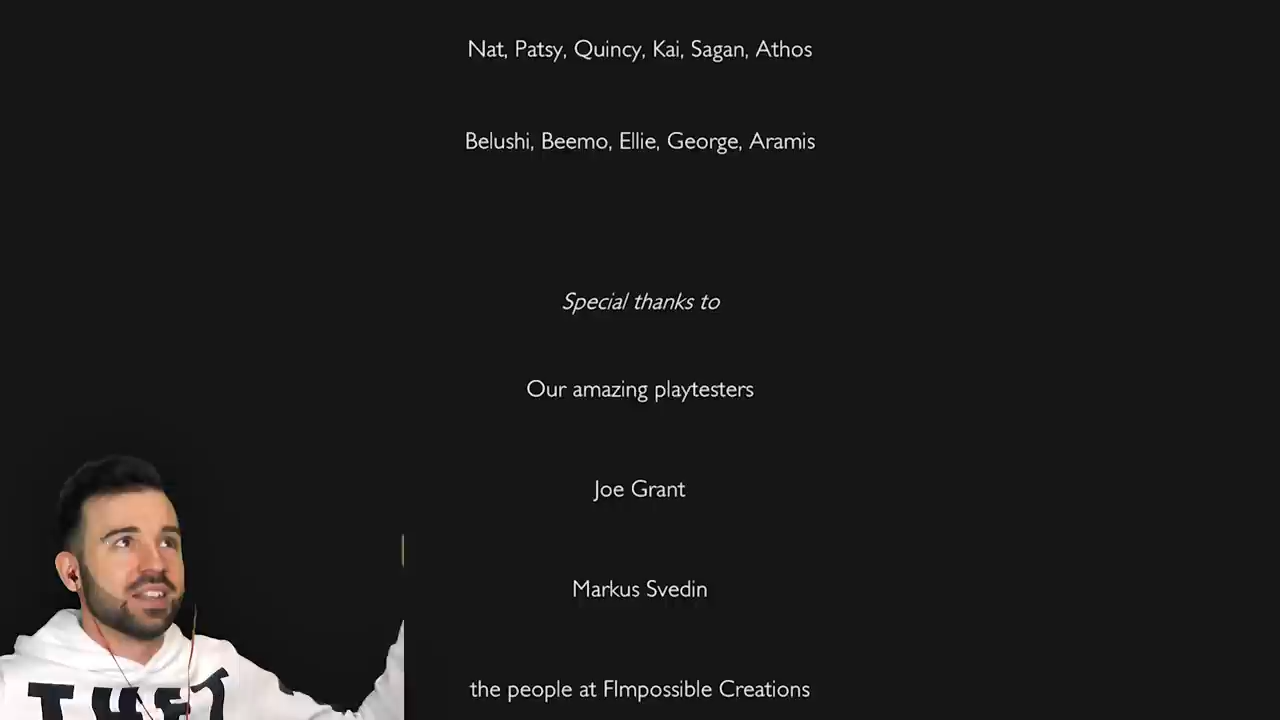 Nat, Patsy, Quincy, Kai, Sagan, Athos
Belushi, Beemo, Ellie, George, Aramis
Special thanks to
Our amazing playtesters
Joe Grant
Markus Svedin
the people at FImpossible Creations